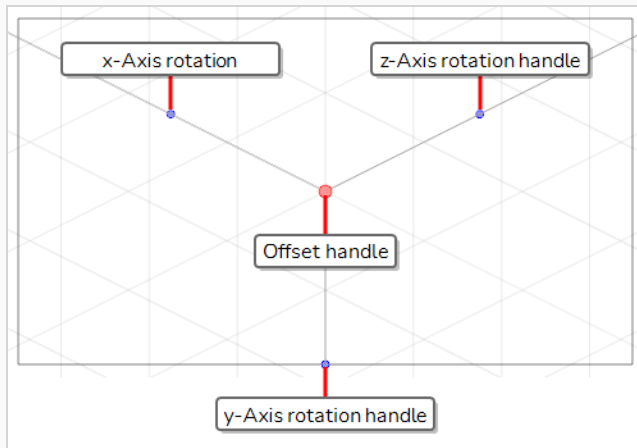 x-Axis rotation
z-Axis rotation handle
Offset handle
y-Axis rotation handle